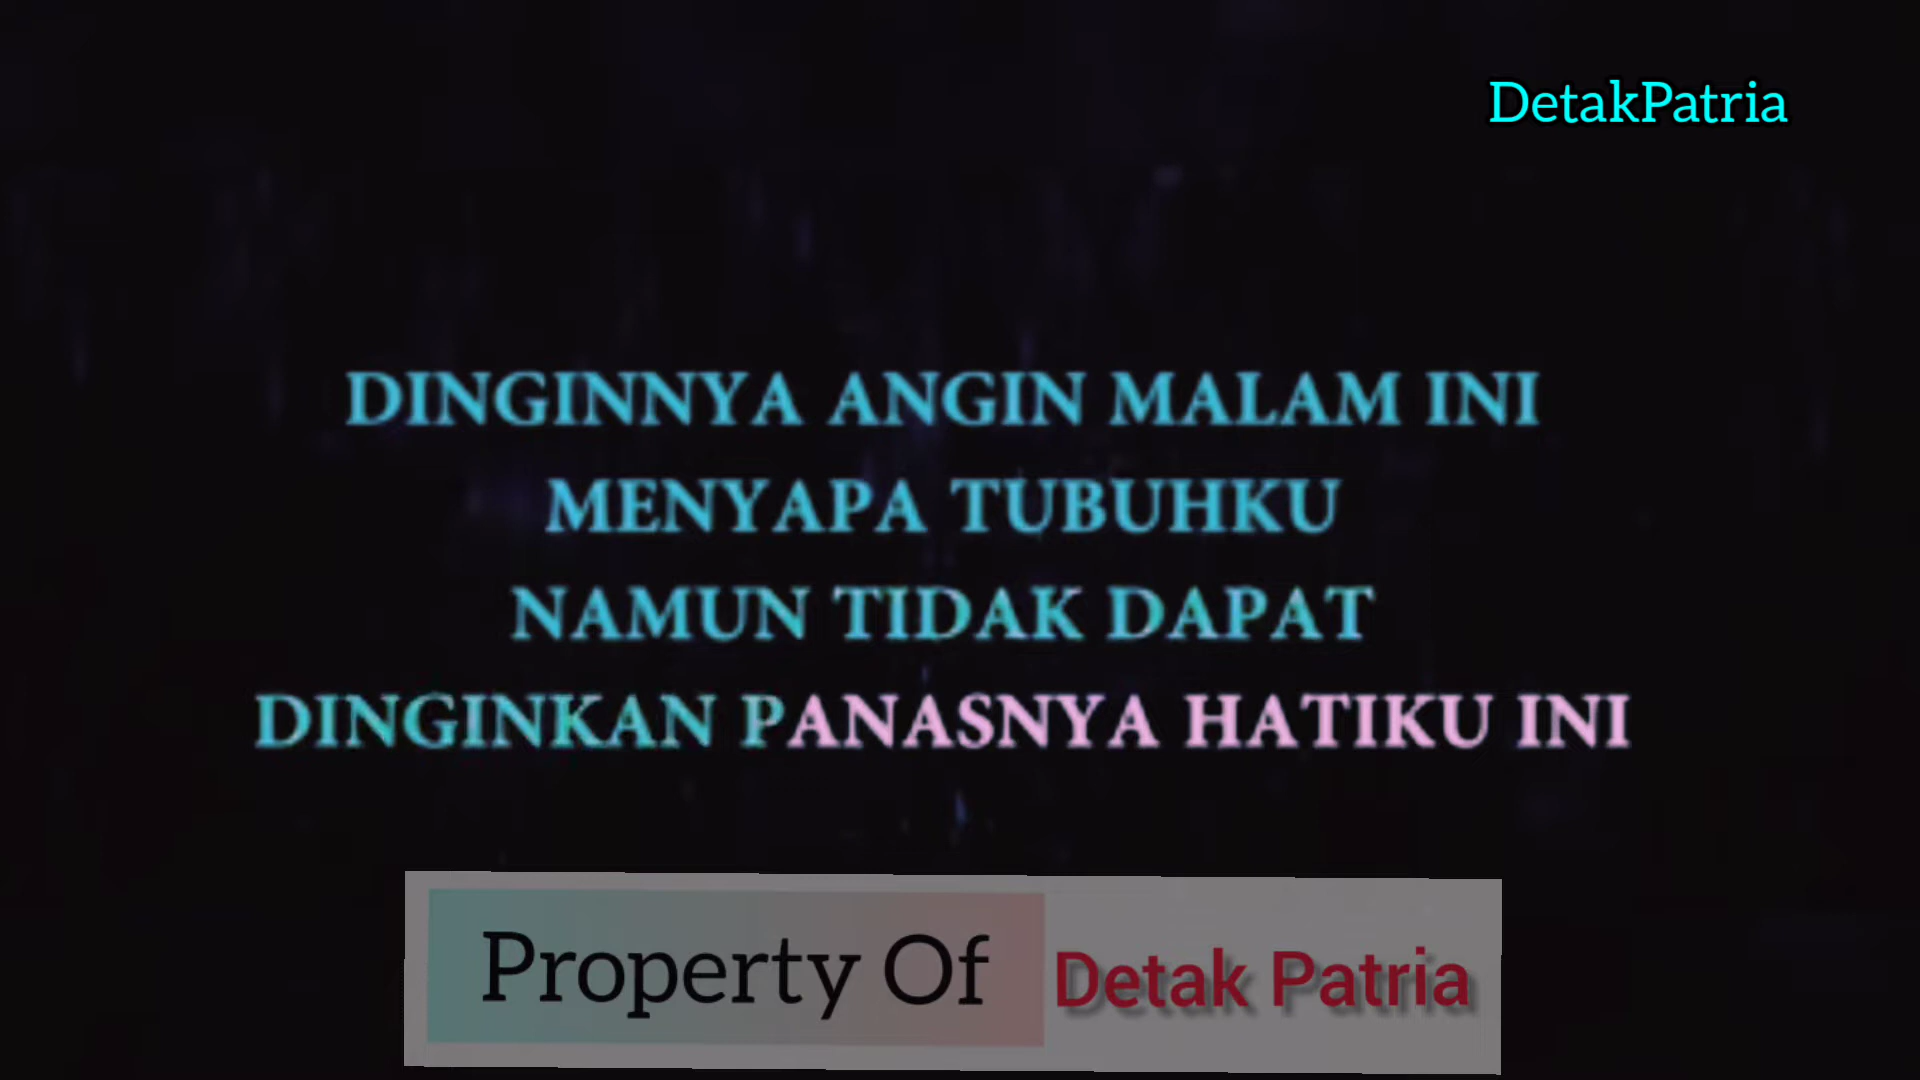 DetakPatria
DINGINNYA ANGIN MALAM INI
MENYAPA TUBUHKU
NAMUN TIDAK DAPAT
DINGINKAN PANASNYA HATIKU INI
Property Of Detak Patria